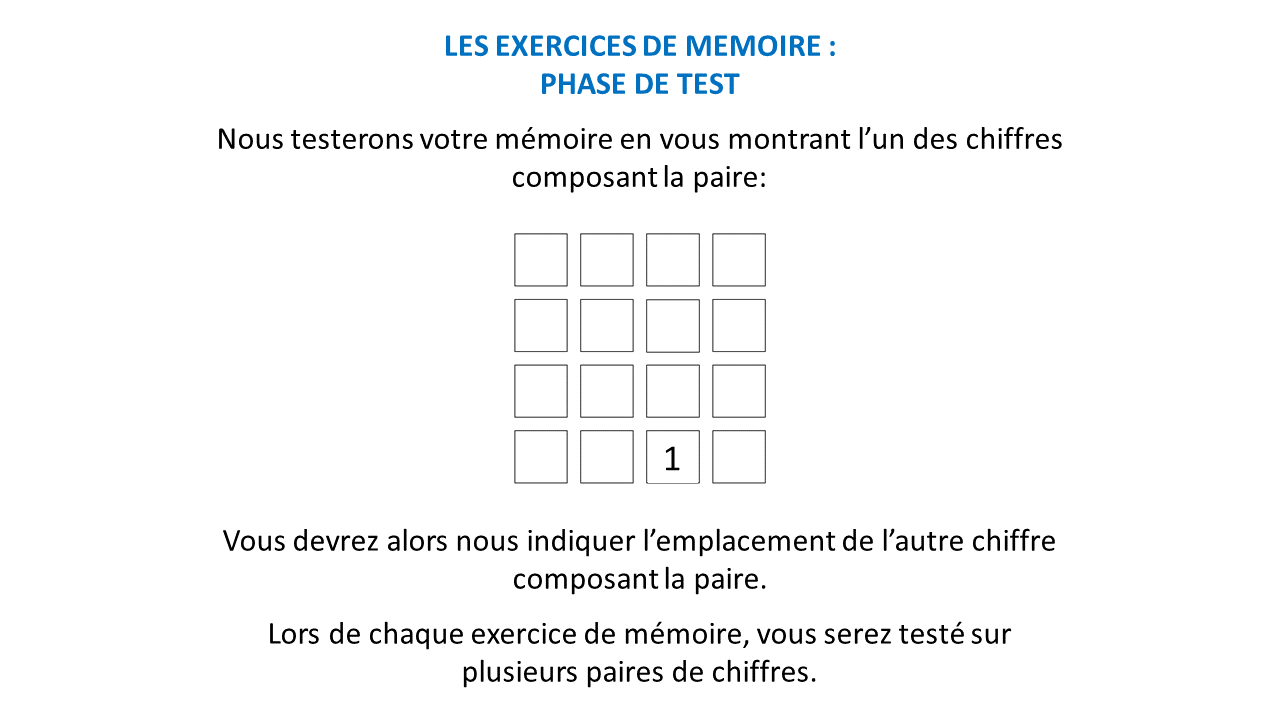 LES EXERCICES DE MEMOIRE :
PHASE DE TEST
Nous testerons votre mémoire en vous montrant l’un des chiffres
composant la paire:
1
Vous devrez alors nous indiquer l’emplacement de l’autre chiffre
composant la paire.
Lors de chaque exercice de mémoire, vous serez testé sur
plusieurs paires de chiffres.